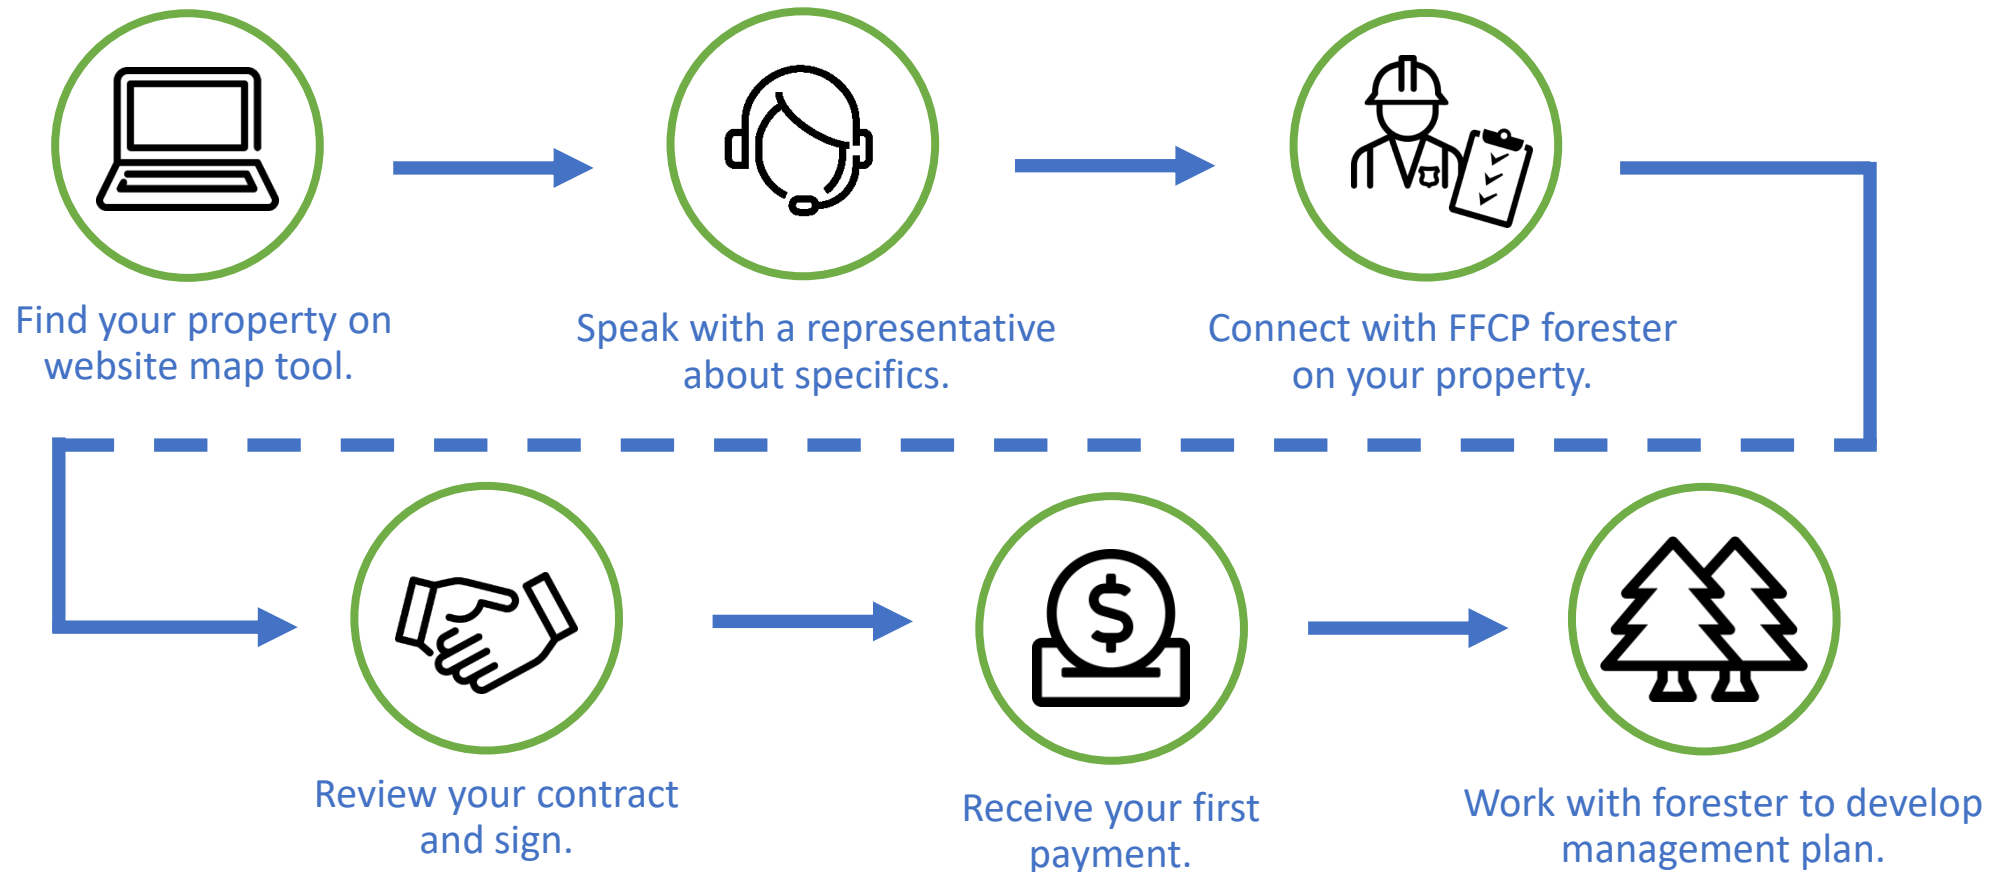 Find your property on
website map tool.
Speak with a representative
about specifics.
Connect with FFCP forester
on your property.
$
Review your contract
and sign.
Receive your first
payment.
Work with forester to develop
management plan.